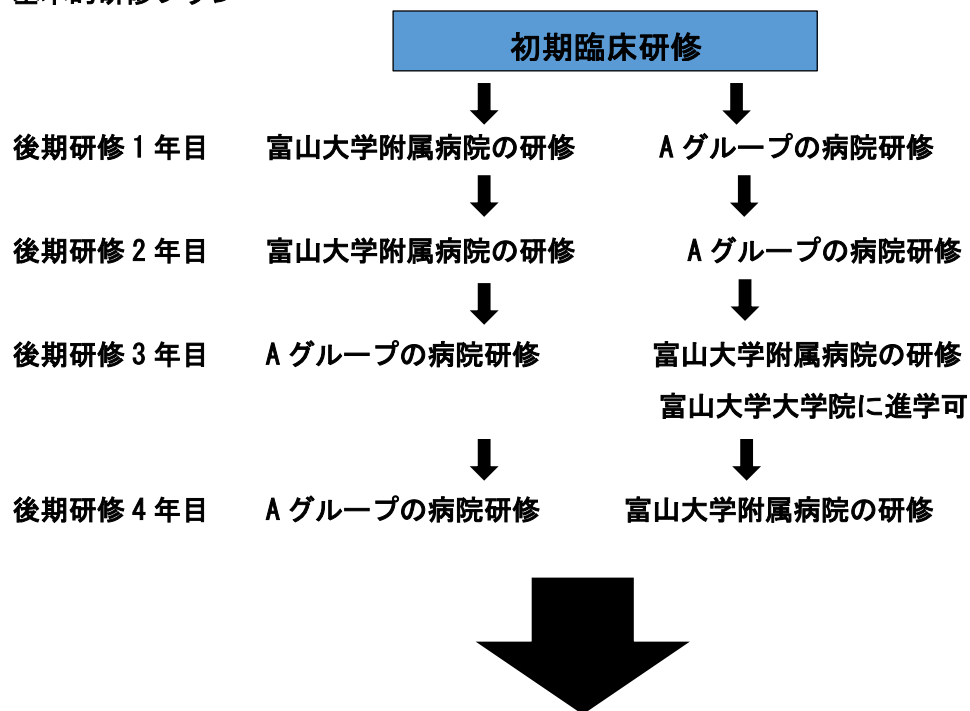 初期臨床研修
後期研修1年目 富山大学附属病院の研修 Aグループの病院研修
後期研修2年目 富山大学附属病院の研修 Aグループの病院研修
後期研修3年目 Aグループの病院研修 富山大学附属病院の研修
富山大学大学院に進学可
後期研修4年目 Aグループの病院研修 富山大学附属病院の研修